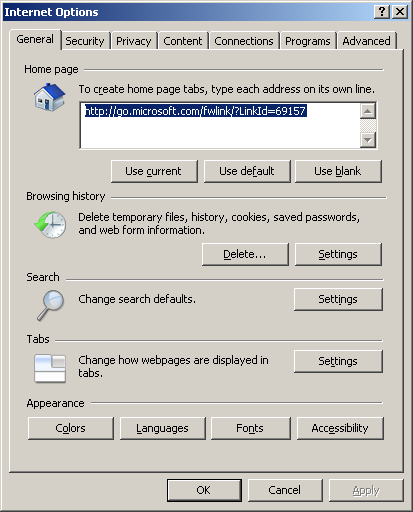 Internet Options
General Security Privacy Content Connections Programs Advanced
Home page
To create home page tabs, type each address on its own line.
http://go.microsoft.com/fwlink/?LinkId=69157
Use current Use default Use blank
Browsing history
Delete temporary files, history, cookies, saved passwords,
and web form information.
Delete... Settings
Search
Change search defaults. Settings
Tabs
Change how webpages are displayed in Settings
tabs.
Appearance
Colors Languages Fonts Accessibility
OK Cancel Apply